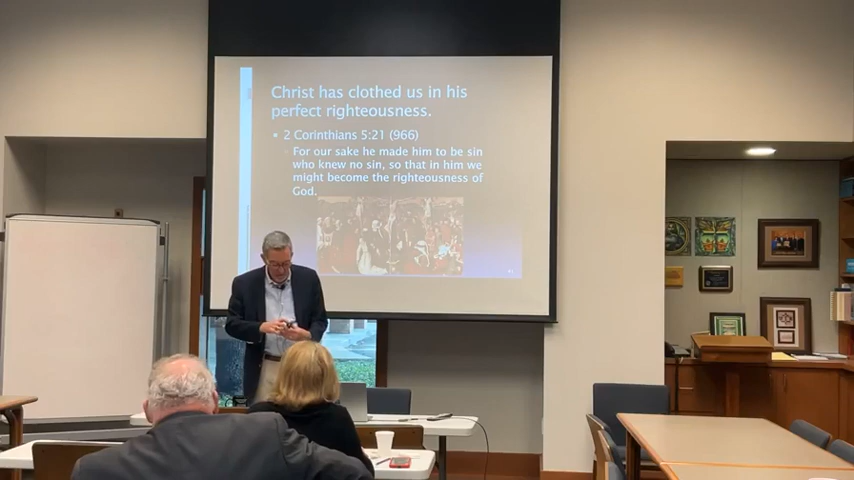 Christ has clothed us in his
perfect righteousness.
2 Corinthians 5:21 (966)
For our sake he made him to be sin
who knew no sin, so that in him we
might become the righteousness of
God.